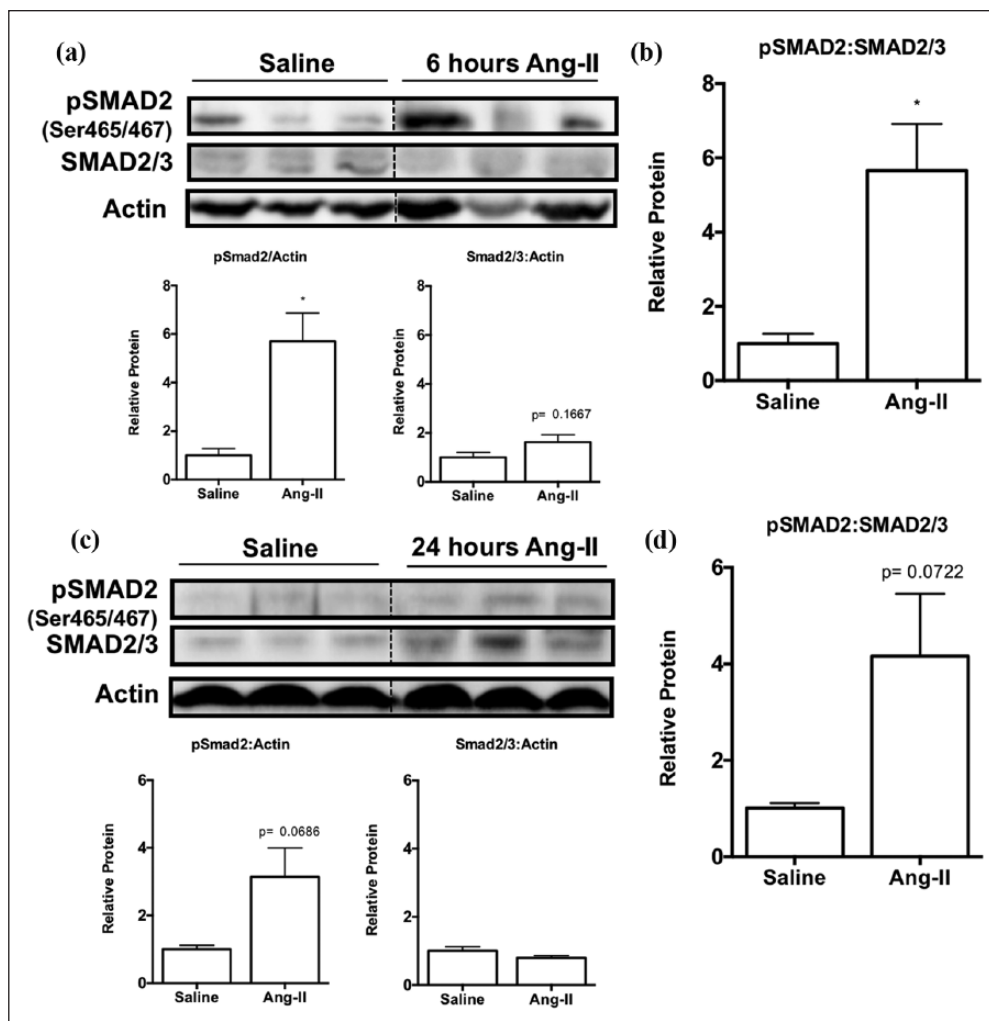 (a)
Saline 6 hours Ang-II
pSMAD2
(Ser465/467)
SMAD2/3
Actin
pSmad2/Actin
Relative Protein
8
6
4
2
0
*
Saline Ang-II
Smad2/3:Actin
Relative Protein
8
6
4
2
0
p= 0.1667
Saline Ang-II
(b)
pSMAD2:SMAD2/3
Relative Protein
8
6
4
2
0
*
Saline Ang-II
(c)
Saline 24 hours Ang-II
pSMAD2
(Ser465/467)
SMAD2/3
Actin
pSmad2:Actin
Relative Protein
6
4
2
0
p= 0.0686
Saline Ang-II
Smad2/3:Actin
Relative Protein
6
4
2
0
Saline Ang-II
(d)
pSMAD2:SMAD2/3
Relative Protein
6
4
2
0
p= 0.0722
Saline Ang-II